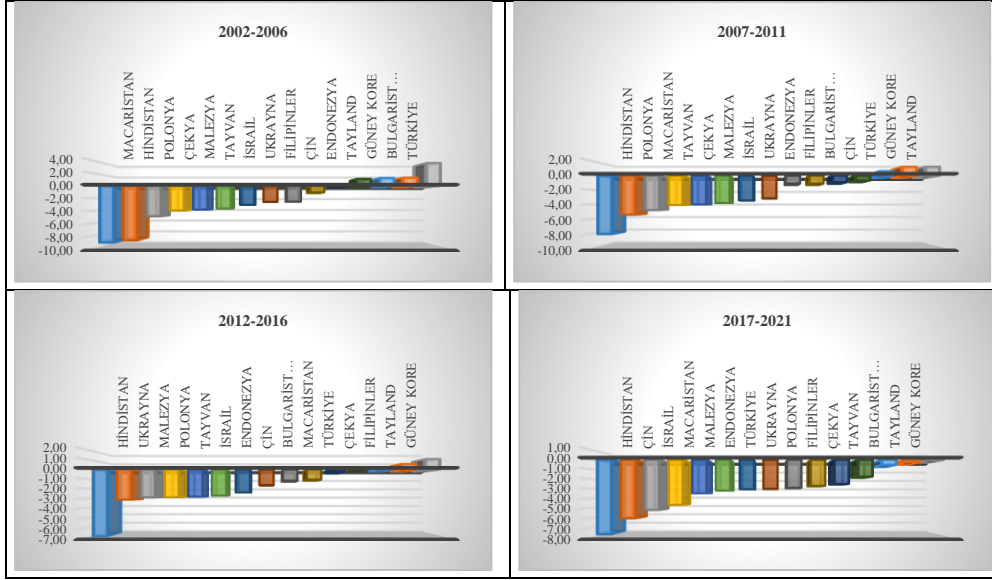 2002-2006
MACARİSTAN
HİNDİSTAN
POLONYA
ÇEKYA
MALEZYA
TAYVAN
İSRAİL
UKRAYNA
FİLİPİNLER
ÇİN
ENDONEZYA
TAYLAND
GÜNEY KORE
BULGARİST…
TÜRKİYE
4,00
2,00
0,00
-2,00
-4,00
-6,00
-8,00
-10,00
2007-2011
HİNDİSTAN
POLONYA
MACARİSTAN
TAYVAN
ÇEKYA
MALEZYA
İSRAİL
UKRAYNA
ENDONEZYA
FİLİPİNLER
BULGARİST…
ÇİN
TÜRKİYE
GÜNEY KORE
TAYLAND
2,00
0,00
-2,00
-4,00
-6,00
-8,00
-10,00
2012-2016
HİNDİSTAN
UKRAYNA
MALEZYA
POLONYA
TAYVAN
İSRAİL
ENDONEZYA
ÇİN
BULGARİST…
MACARİSTAN
TÜRKİYE
ÇEKYA
FİLİPİNLER
TAYLAND
GÜNEY KORE
2,00
1,00
0,00
-1,00
-2,00
-3,00
-4,00
-5,00
-6,00
-7,00
2017-2021
HİNDİSTAN
ÇİN
İSRAİL
MACARİSTAN
MALEZYA
ENDONEZYA
TÜRKİYE
UKRAYNA
POLONYA
FİLİPİNLER
ÇEKYA
TAYVAN
BULGARİST…
TAYLAND
GÜNEY KORE
1,00
0,00
-1,00
-2,00
-3,00
-4,00
-5,00
-6,00
-7,00
-8,00